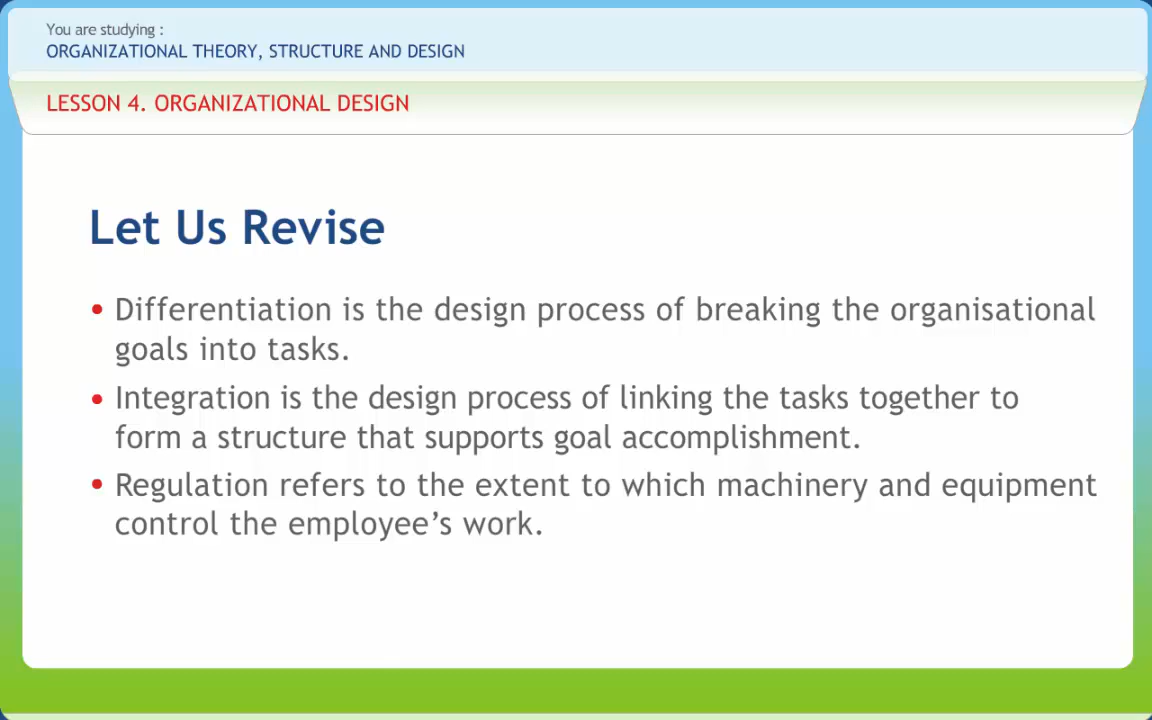 You are studying :
ORGANIZATIONAL THEORY, STRUCTURE AND DESIGN
LESSON 4. ORGANIZATIONAL DESIGN
Let Us Revise
• Differentiation is the design process of breaking the organisational
goals into tasks.
• Integration is the design process of linking the tasks together to
form a structure that supports goal accomplishment.
• Regulation refers to the extent to which machinery and equipment
control the employee’s work.